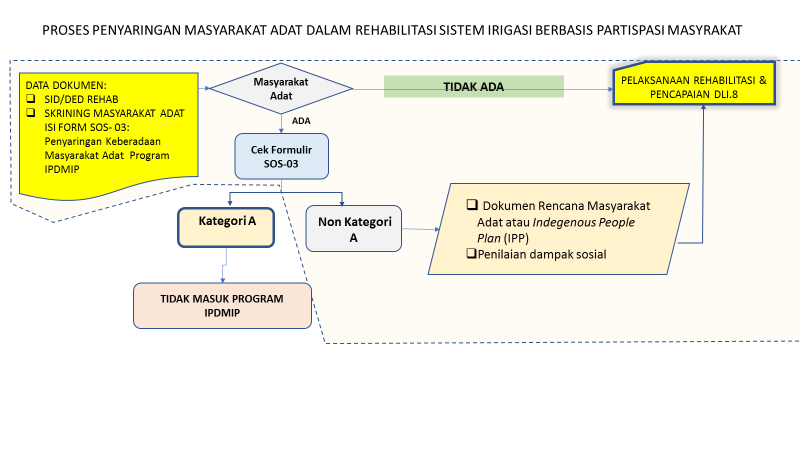 PROSES PENYARINGAN MASYARAKAT ADAT DALAM REHABILITASI SISTEM IRIGASI BERBASIS PARTISPASI MASYRAKAT
DATA DOKUMEN:
❑ SID/DED REHAB
❑ SKRINING MASYARAKAT ADAT
ISI FORM SOS- 03:
Penyaringan Keberadaan
Masyarakat Adat Program
IPDMIP
Masyarakat
Adat
TIDAK ADA
PELAKSANAAN REHABILITASI &
PENCAPAIAN DLI.8
ADA
Cek Formulir
SOS-03
Kategori A
Non Kategori
A
❑ Dokumen Rencana Masyarakat
Adat atau Indegenous People
Plan (IPP)
❑Penilaian dampak sosial
TIDAK MASUK PROGRAM
IPDMIP